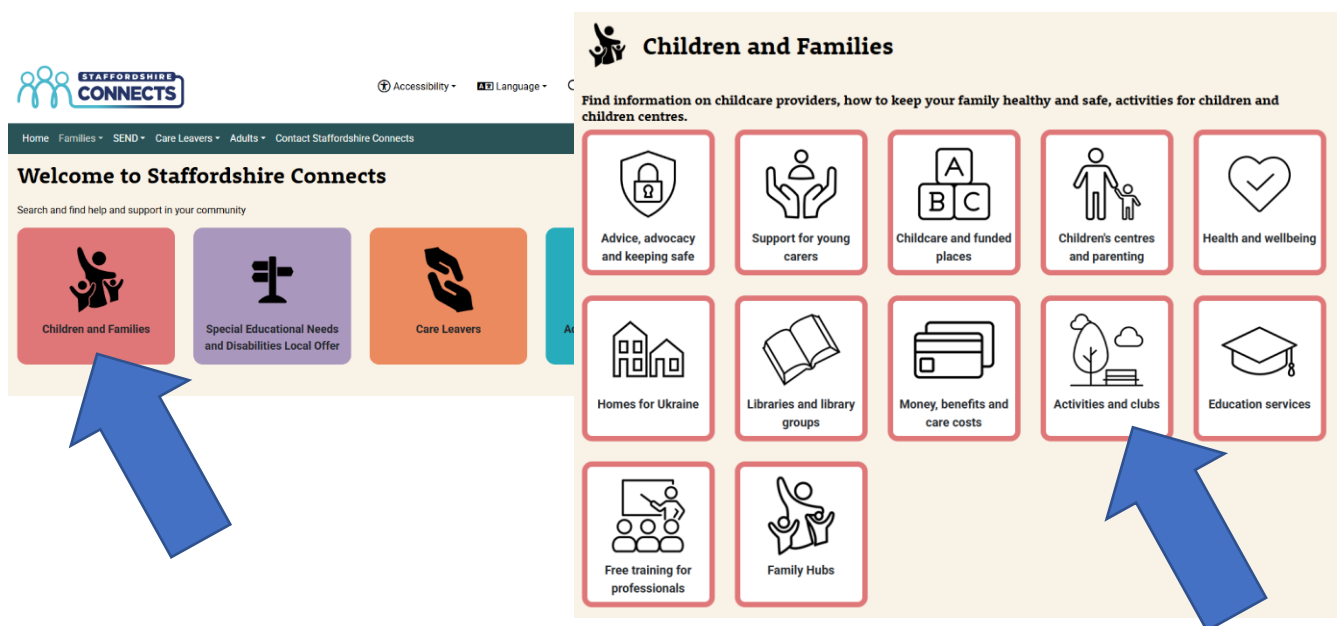 STAFFORDSHIRE
CONNECTS
Accessibility
Language
Home Families SEND Care Leavers Adults Contact Staffordshire Connects
Welcome to Staffordshire Connects
Search and find help and support in your community
Children and Families
Special Educational Needs
and Disabilities Local Offer
Care Leavers
Children and Families
Find information on childcare providers, how to keep your family healthy and safe, activities for children and
children centres.
Advice, advocacy
and keeping safe
Support for young
carers
A
B C
Childcare and funded
places
Children's centres
and parenting
Health and wellbeing
Homes for Ukraine
Libraries and library
groups
Money, benefits and
care costs
Activities and clubs
Education services
Free training for
professionals
Family Hubs